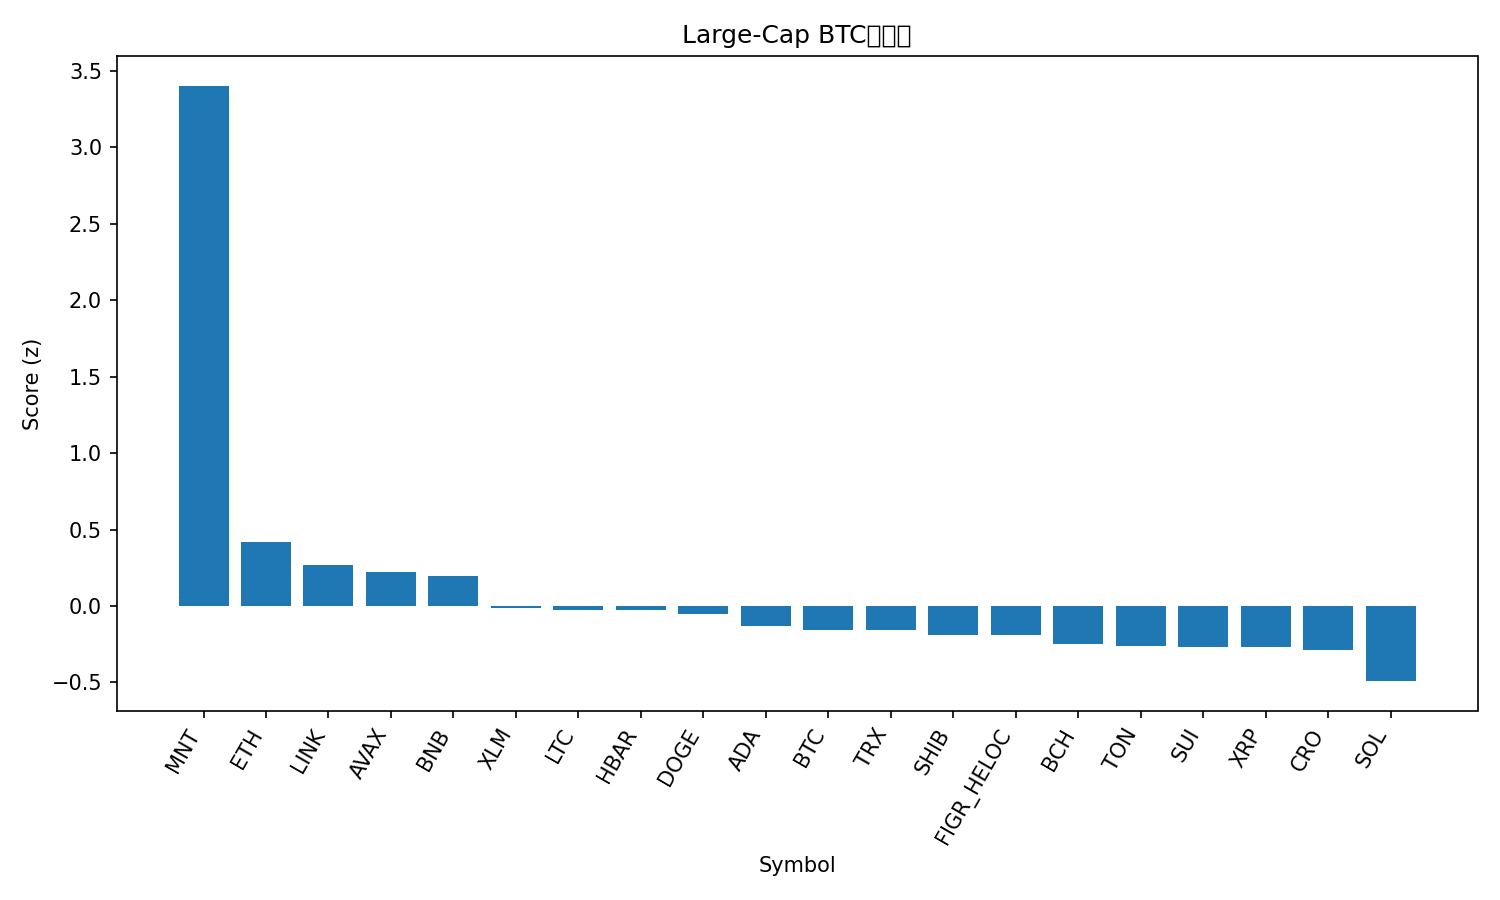 Large-Cap BTC
3.5
3.0
2.5
2.0
1.5
1.0
0.5
0.0
−0.5
Score (z)
MNT
ETH
LINK
AVAX
BNB
XLM
LTC
HBAR
DOGE
ADA
BTC
TRX
SHIB
FIGR_HELOC
BCH
TON
SUI
XRP
CRO
SOL
Symbol